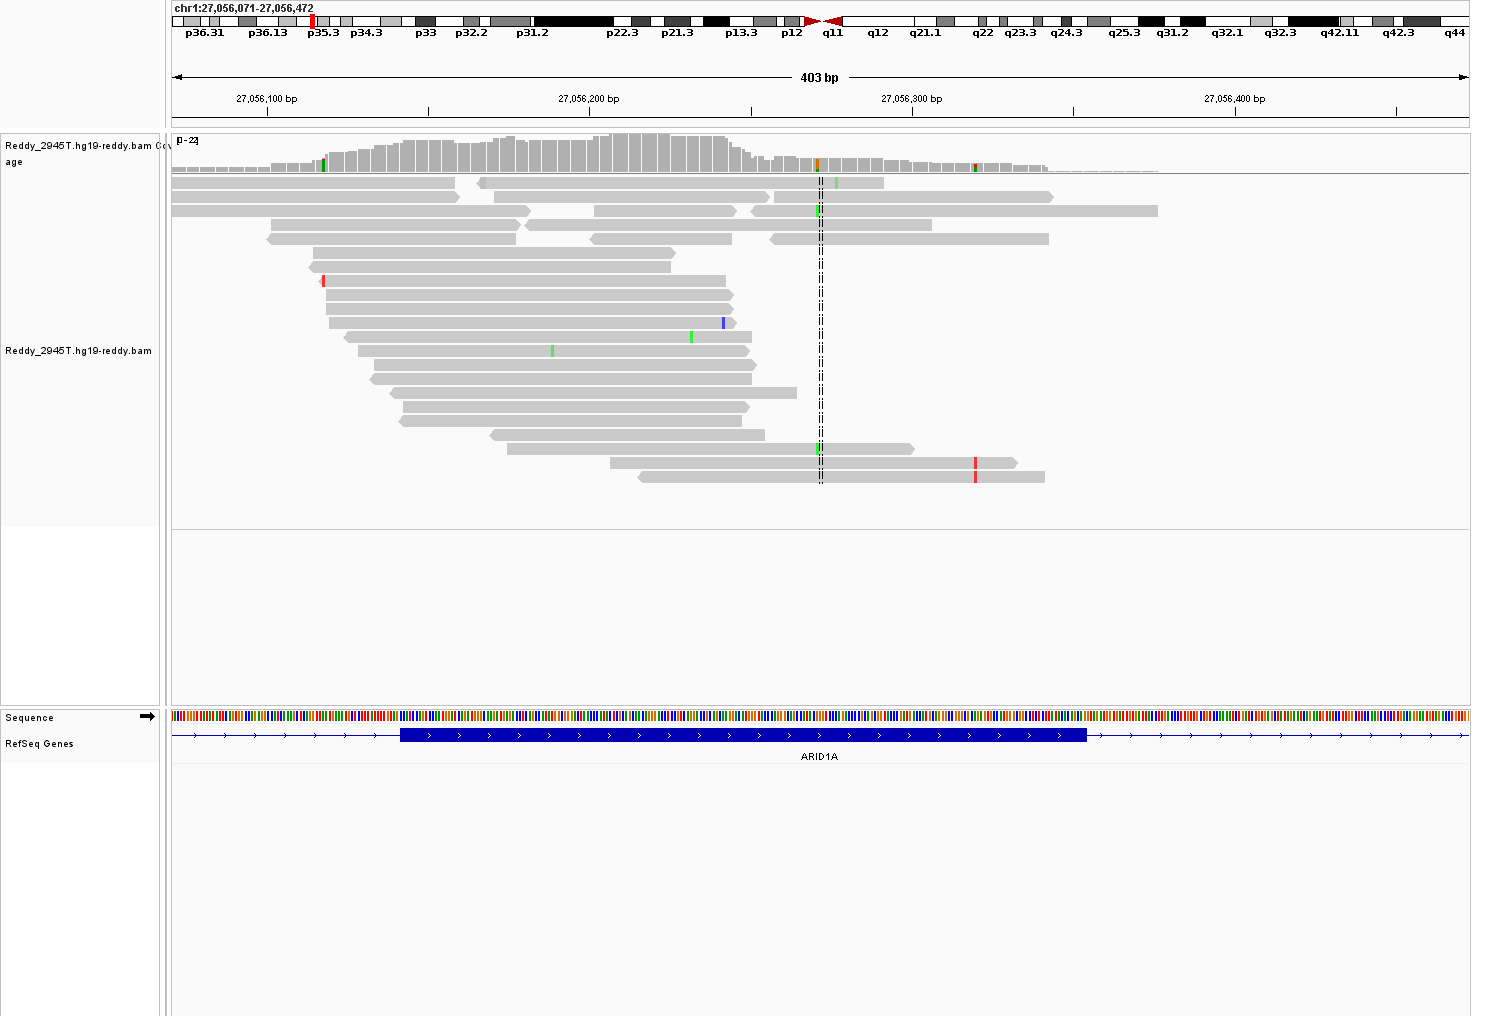 chr1:27,056,071-27,056,472
p36.31 p36.13 p35.3 p34.3 p33 p32.2 p31.2 p22.3 p21.3 p13.3 p12 q11 q12 q21.1 q22 q23.3 q24.3 q25.3 q31.2 q32.1 q32.3 q42.11 q42.3 q44
403 bp
27,056,100 bp 27,056,200 bp 27,056,300 bp 27,056,400 bp
[0-22]
Reddy_2945T.hg19-reddy.bam Cov
age
Reddy_2945T.hg19-reddy.bam
Sequence
RefSeq Genes
ARID1A